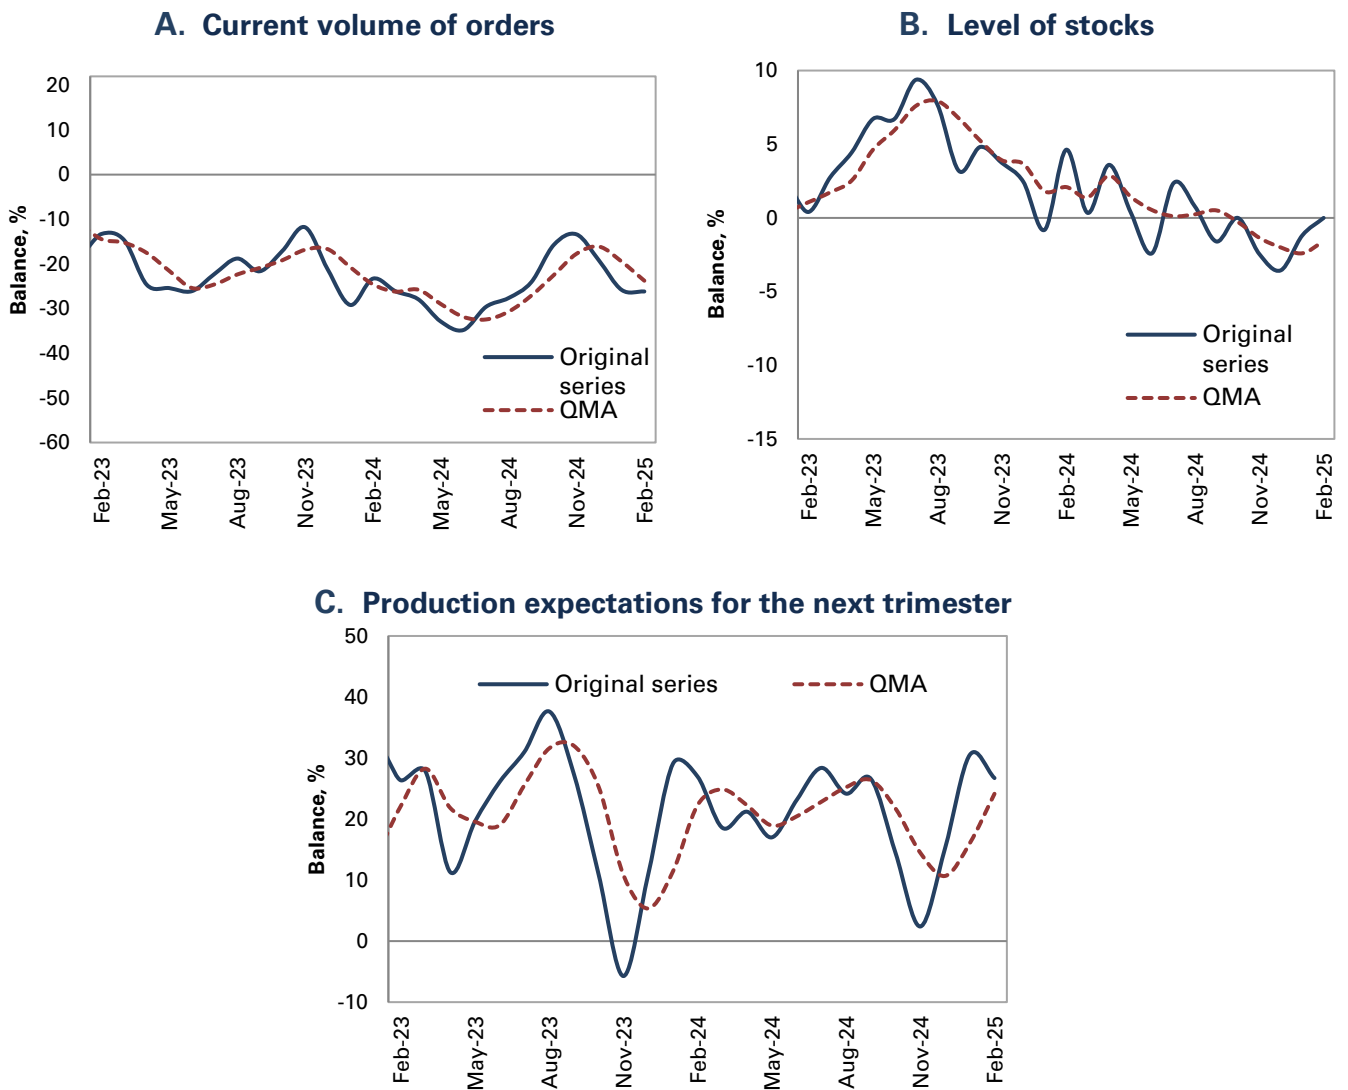 A. Current volume of orders
20
10
0
-10
-20
-30
-40
-50
-60
Balance, %
Original
series
QMA
Feb-23
May-23
Aug-23
Nov-23
Feb-24
May-24
Aug-24
Nov-24
Feb-25
B. Level of stocks
10
5
0
-5
-10
-15
Balance, %
Original
series
QMA
Feb-23
May-23
Aug-23
Nov-23
Feb-24
May-24
Aug-24
Nov-24
Feb-25
C. Production expectations for the next trimester
50
40
30
20
10
0
-10
Balance, %
Original series
QMA
Feb-23
May-23
Aug-23
Nov-23
Feb-24
May-24
Aug-24
Nov-24
Feb-25